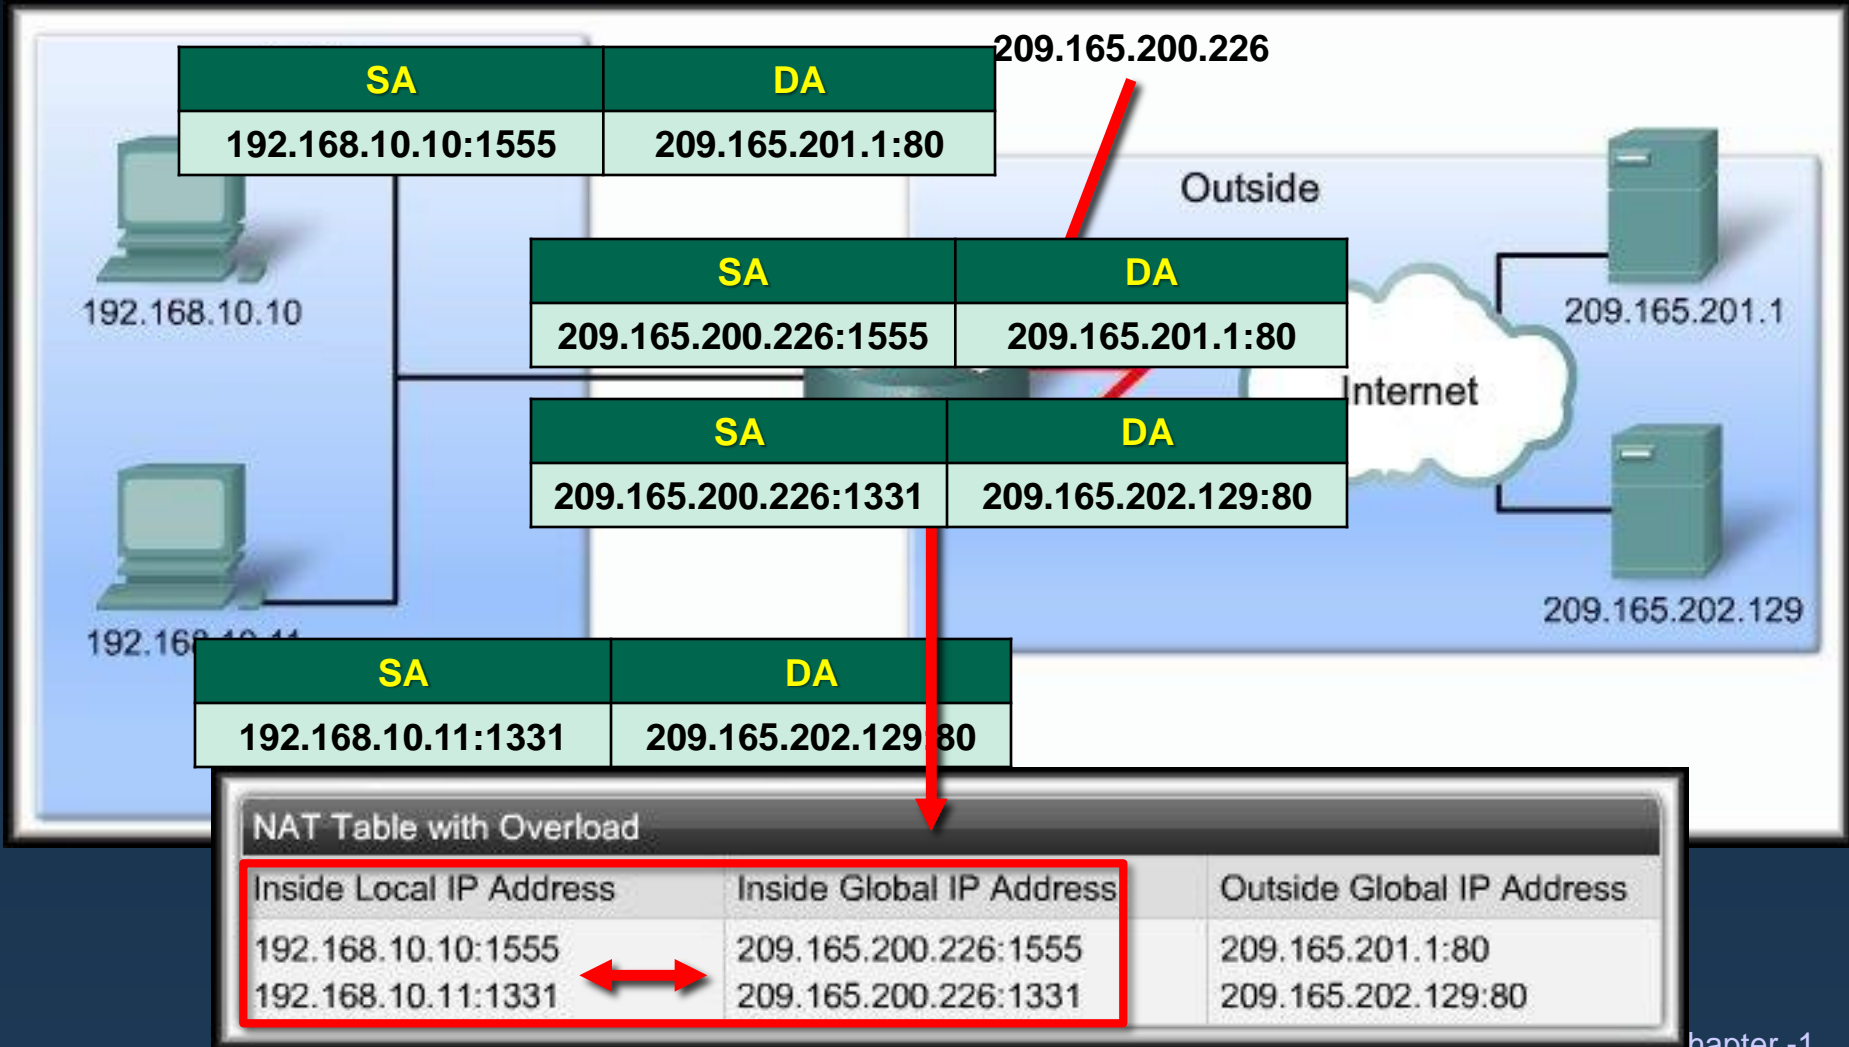 209.165.200.226
SA DA
192.168.10.10:1555 209.165.201.1:80
Outside
192.168.10.10
SA DA
209.165.200.226:1555 209.165.201.1:80
209.165.201.1
Internet
SA DA
209.165.200.226:1331 209.165.202.129:80
209.165.202.129
SA DA
192.168.10.11:1331 209.165.202.129:80
NAT Table with Overload
Inside Local IP Address Inside Global IP Address Outside Global IP Address
192.168.10.10:1555 209.165.200.226:1555 209.165.201.1:80
192.168.10.11:1331 209.165.200.226:1331 209.165.202.129:80